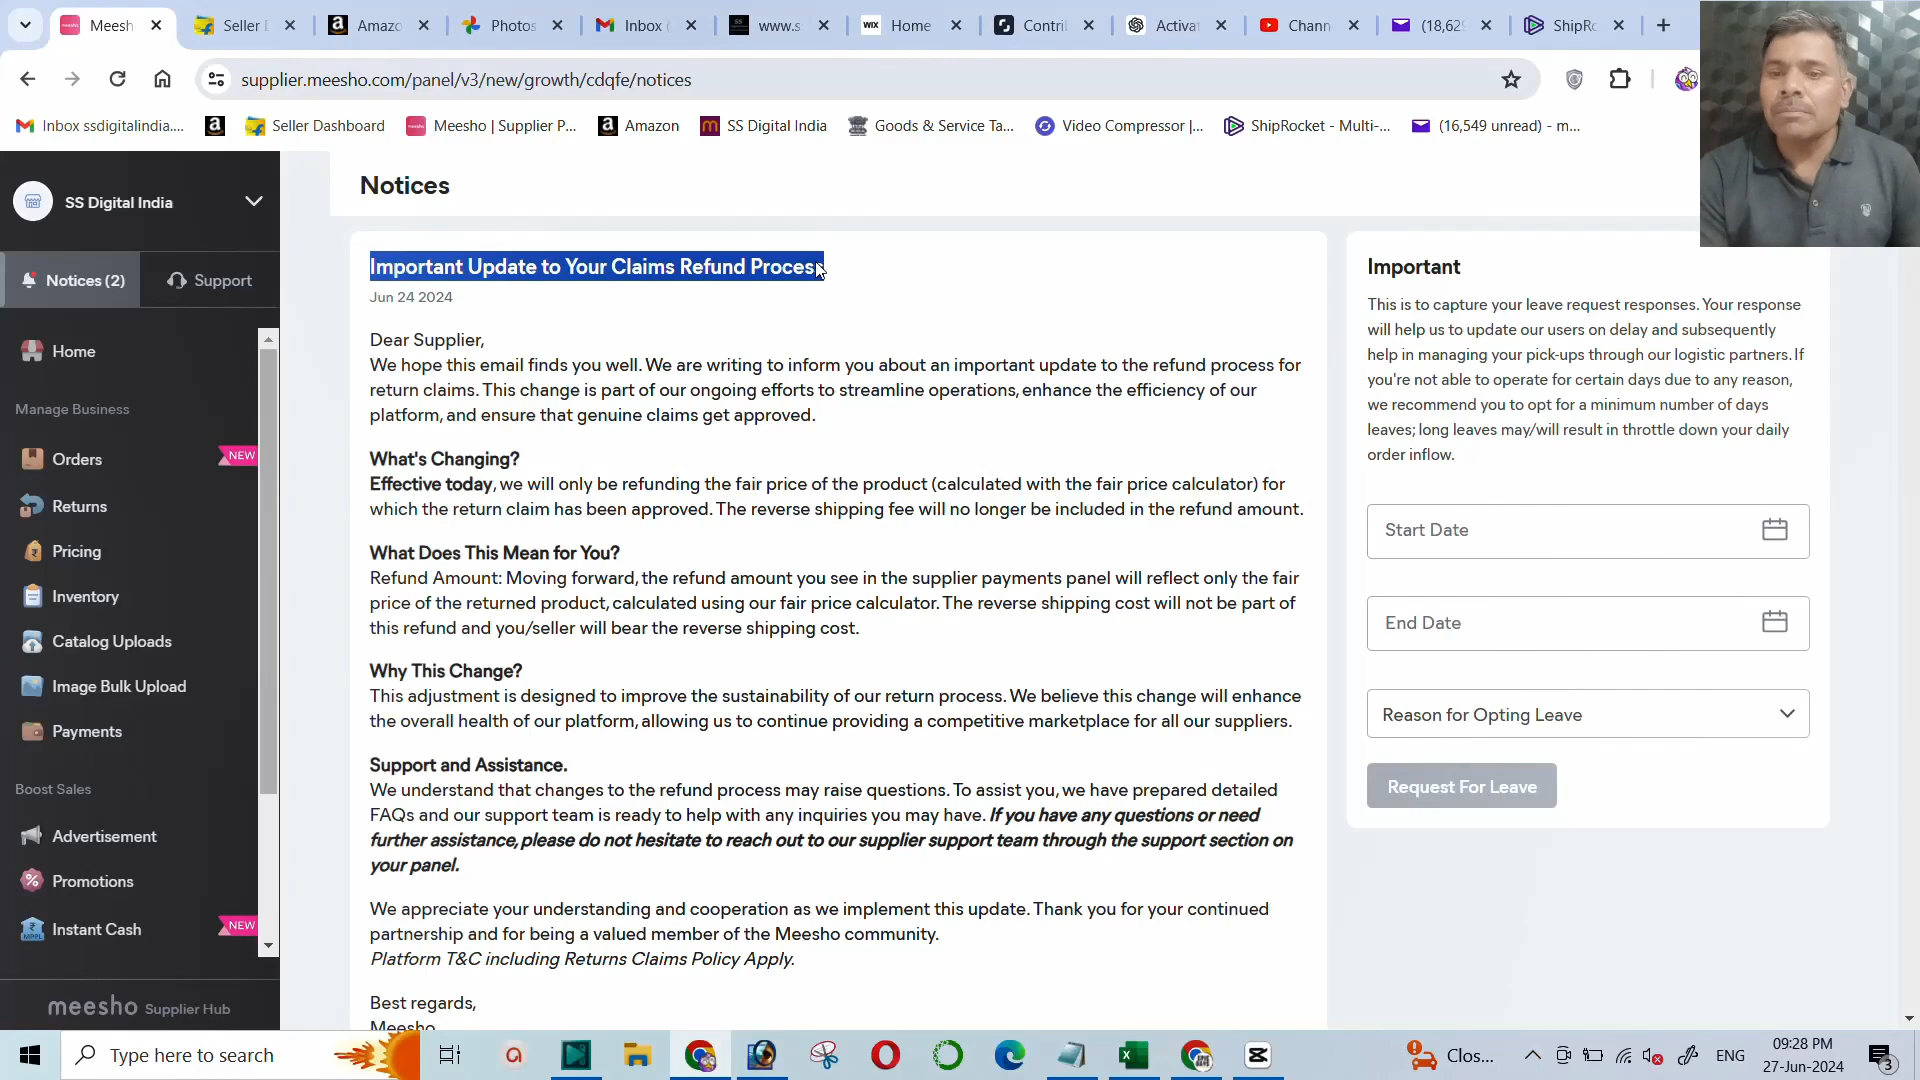 Meesh
Seller D
Amazo
Photos
Inbox (
www.s
WIX
Home
Contri
Activa
Chann
(18,629
ShipRo
supplier.meesho.com/panel/v3/new/growth/cdqfe/notices
Inbox ssdigitalindia....
Seller Dashboard
Meesho | Supplier P...
Amazon
SS Digital India
Goods & Service Ta...
Video Compressor |...
ShipRocket - Multi-...
(16,549 unread) - m...
SS Digital India
Notices (2)
Support
Home
Manage Business
Orders
NEW
Returns
Pricing
Inventory
Catalog Uploads
Image Bulk Upload
Payments
Boost Sales
Advertisement
Promotions
Instant Cash
NEW
meesho Supplier Hub
Notices
Important Update to Your Claims Refund Process
Jun 24 2024
Dear Supplier,
We hope this email finds you well. We are writing to inform you about an important update to the refund process for
return claims. This change is part of our ongoing efforts to streamline operations, enhance the efficiency of our
platform, and ensure that genuine claims get approved.
What's Changing?
Effective today, we will only be refunding the fair price of the product (calculated with the fair price calculator) for
which the return claim has been approved. The reverse shipping fee will no longer be included in the refund amount.
What Does This Mean for You?
Refund Amount: Moving forward, the refund amount you see in the supplier payments panel will reflect only the fair
price of the returned product, calculated using our fair price calculator. The reverse shipping cost will not be part of
this refund and you/seller will bear the reverse shipping cost.
Why This Change?
This adjustment is designed to improve the sustainability of our return process. We believe this change will enhance
the overall health of our platform, allowing us to continue providing a competitive marketplace for all our suppliers.
Support and Assistance.
We understand that changes to the refund process may raise questions. To assist you, we have prepared detailed
FAQs and our support team is ready to help with any inquiries you may have. If you have any questions or need
further assistance, please do not hesitate to reach out to our supplier support team through the support section on
your panel.
We appreciate your understanding and cooperation as we implement this update. Thank you for your continued
partnership and for being a valued member of the Meesho community.
Platform T&C including Returns Claims Policy Apply.
Best regards,
Meesho
Important
This is to capture your leave request responses. Your response
will help us to update our users on delay and subsequently
help in managing your pick-ups through our logistic partners. If
you're not able to operate for certain days due to any reason,
we recommend you to opt for a minimum number of days
leaves; long leaves may/will result in throttle down your daily
order inflow.
Start Date
End Date
Reason for Opting Leave
Request For Leave
Type here to search
Clos...
ENG
09:28 PM
27-Jun-2024
3